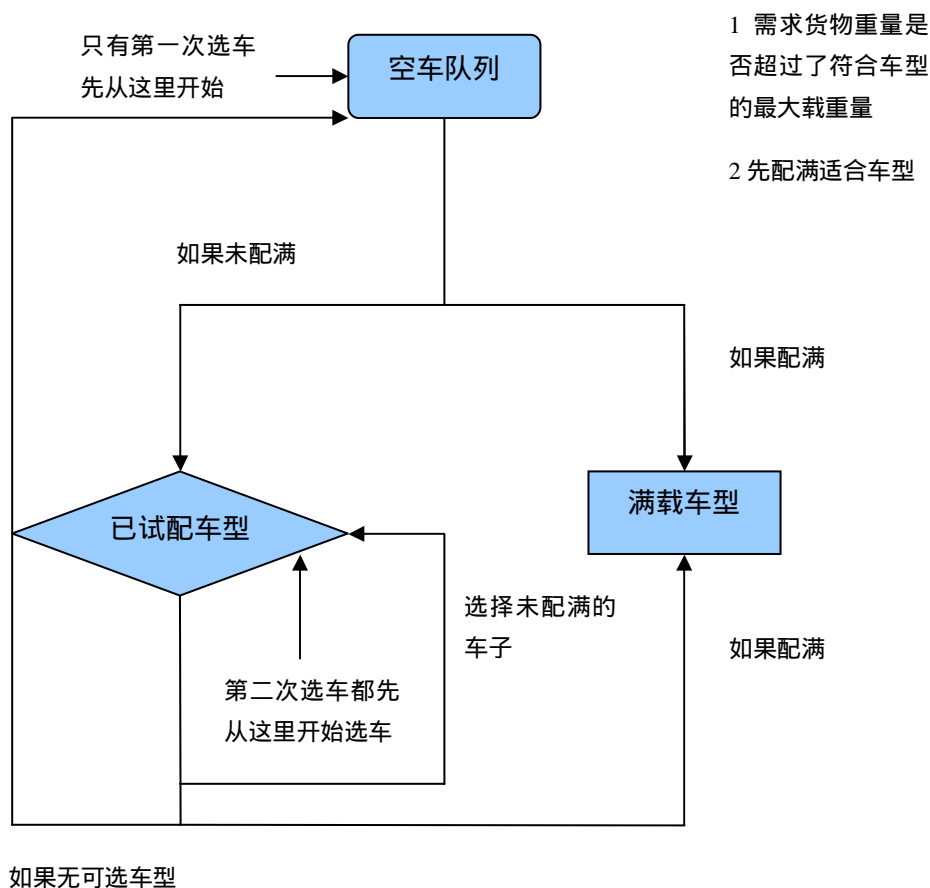 只有第一次选车
先从这里开始
空车队列
1 需求货物重量是
否超过了符合车型
的最大载重量
2 先配满适合车型
如果未配满
如果配满
已试配车型
满载车型
选择未配满的
车子
如果配满
第二次选车都先
从这里开始选车
如果无可选车型